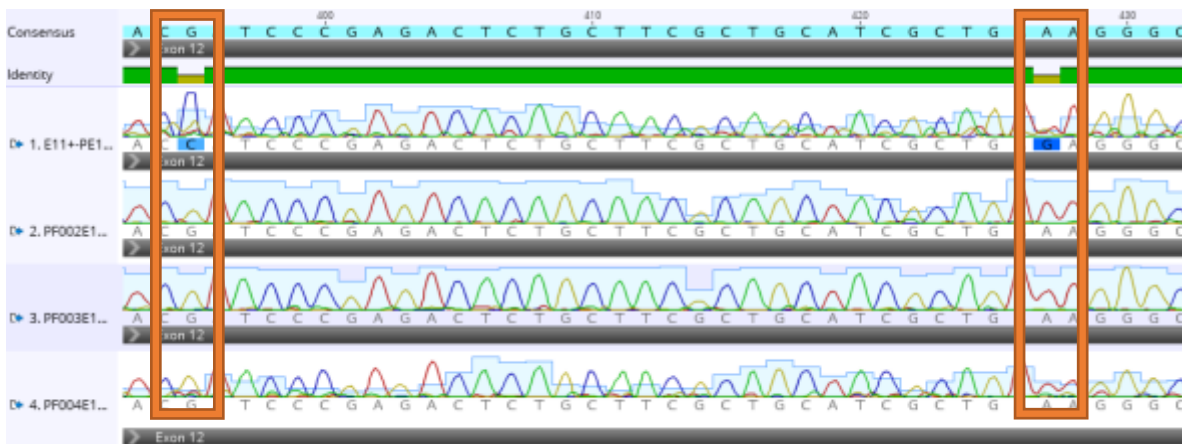 400 410 420 430
Consensus A C G T C C C G A G A C T C T G C T T C G C T G C A T C G C T G A A G G G C
Exon 12
Identity
1. E11+-PE1... A C C T C C C G A G A C T C T G C T T C G C T G C A T C G C T G G A G G G C
Exon 12
2. PF002E1... A C G T C C C G A G A C T C T G C T T C G C T G C A T C G C T G A A G G G C
Exon 12
3. PF003E1... A C G T C C C G A G A C T C T G C T T C G C T G C A T C G C T G A A G G G C
Exon 12
4. PF004E1... A C G T C C C G A G A C T C T G C T T C G C T G C A T C G C T G A A G G G C
Exon 12